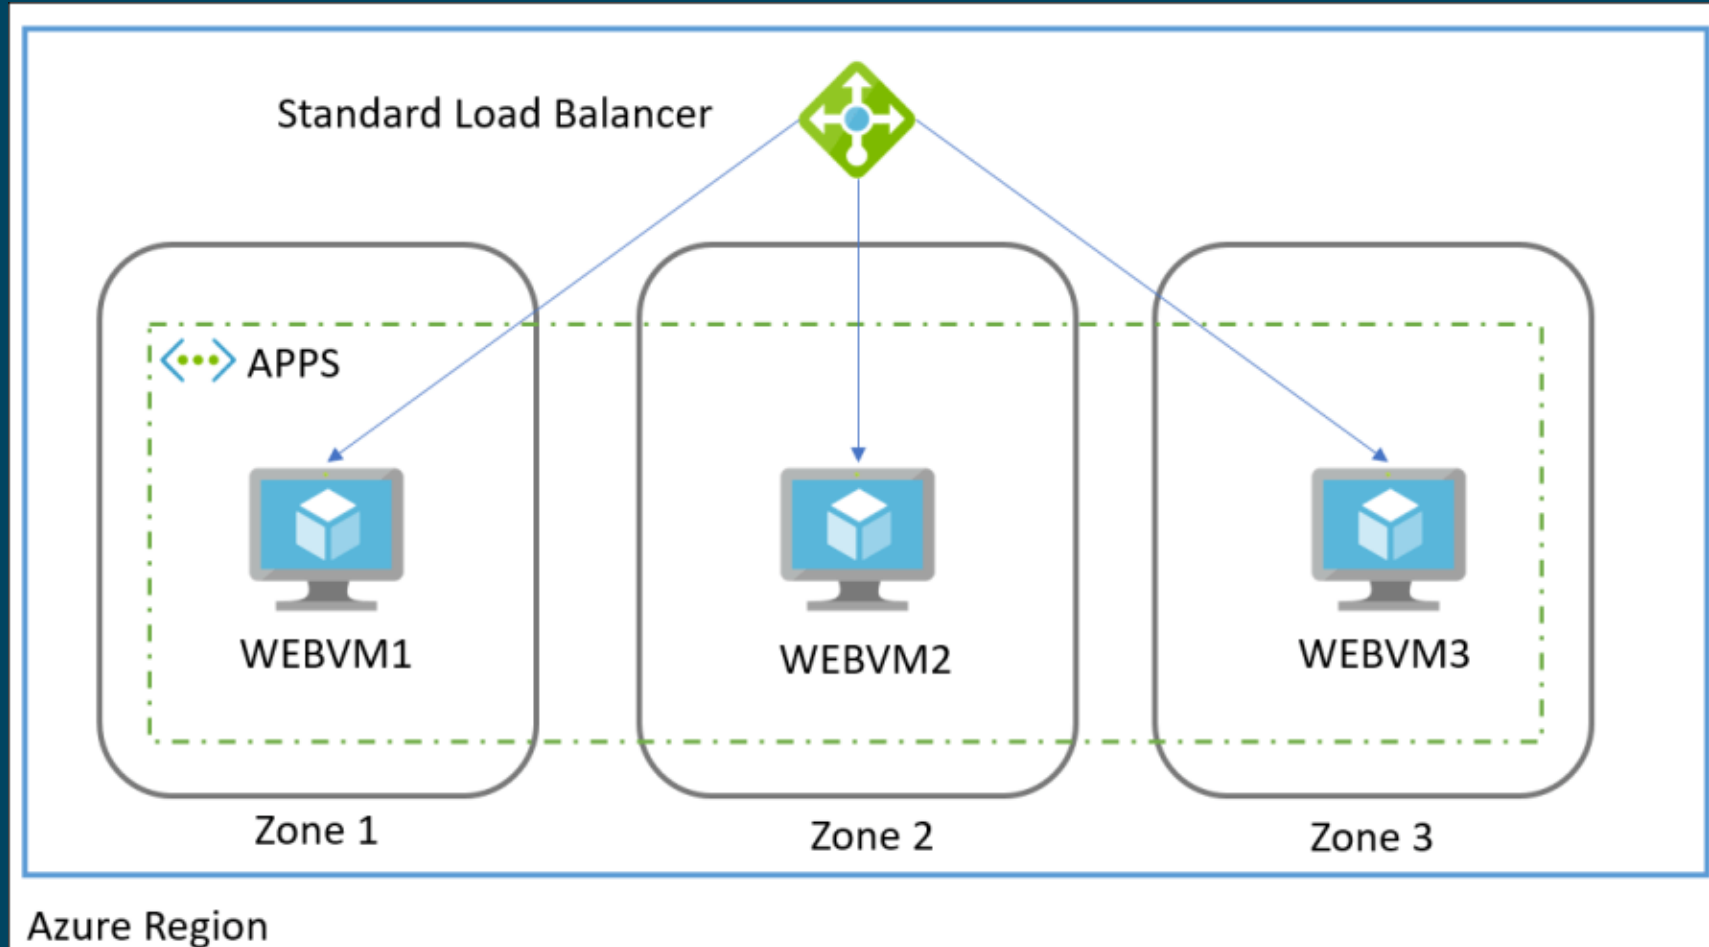 Standard Load Balancer
APPS
WEBVM1
WEBVM2
WEBVM3
Zone 1
Zone 2
Zone 3
Azure Region